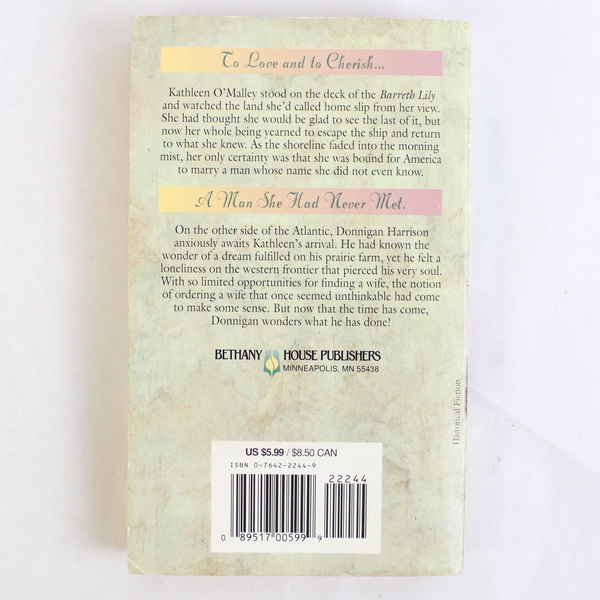 To Love and to Cherish...
Kathleen O'Malley stood on the deck of the Barreth Lily
and watched the land she'd called home slip from her view.
She had thought she would be glad to see the last of it, but
now her whole being yearned to escape the ship and return
to what she knew. As the shoreline faded into the morning
mist, her only certainty was that she was bound for America
to marry a man whose name she did not even know.
A Man She Had Never Met.
On the other side of the Atlantic, Donnigan Harrison
anxiously awaits Kathleen's arrival. He had known the
wonder of a dream fulfilled on his prairie farm, yet he felt a
loneliness on the western frontier that pierced his very soul.
With so limited opportunities for finding a wife, the notion
of ordering a wife that once seemed unthinkable had come
to make some sense. But now that the time has come,
Donnigan wonders what he has done!
BETHANY HOUSE PUBLISHERS
MINNEAPOLIS, MN 55438
Historical Fiction
US $5.99 / $8.50 CAN
ISBN 0-7642-2244-9
22244
0 89517 00599 9